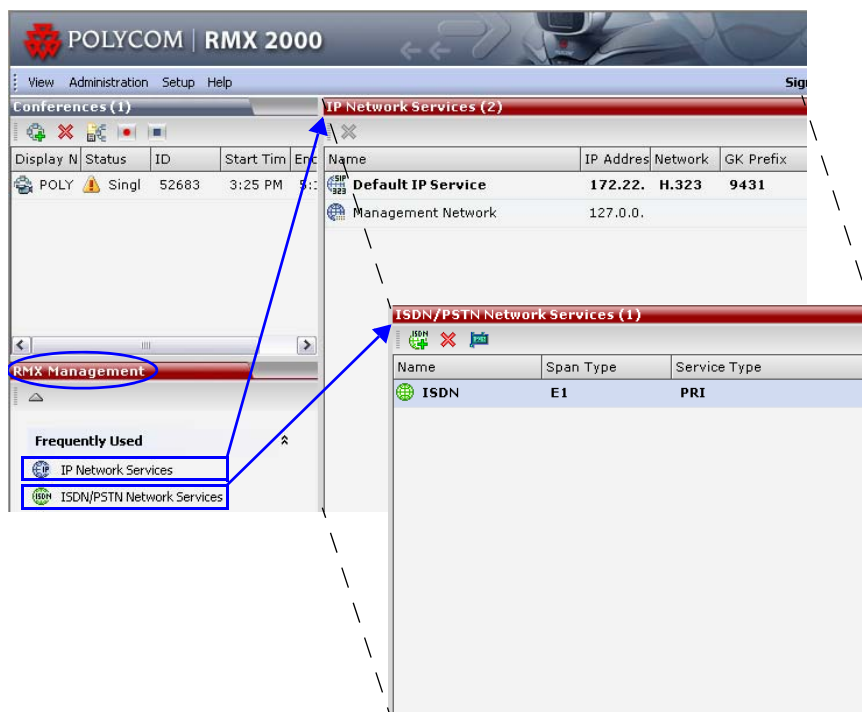 POLYCOM | RMX 2000
View Administration Setup Help Sig
Conferences (1)
Display N Status ID Start Tim End
POLY Singl 52683 3:25 PM 5:
IP Network Services (2)
Name IP Addres Network GK Prefix
Default IP Service 172.22. H.323 9431
Management Network 127.0.0.
RMX Management
Frequently Used
IP Network Services
ISDN/PSTN Network Services
ISDN/PSTN Network Services (1)
Name Span Type Service Type
ISDN E1 PRI